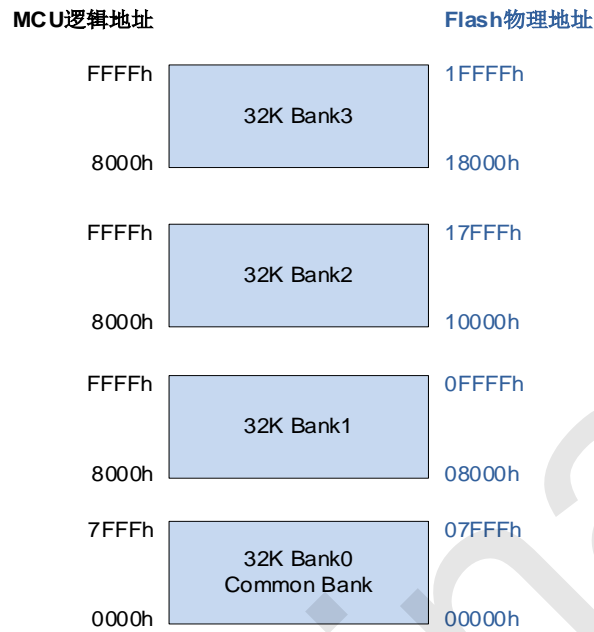 MCU逻辑地址 Flash物理地址
FFFFh 1FFFFh
32K Bank3
8000h 18000h
FFFFh 17FFFh
32K Bank2
8000h 10000h
FFFFh 0FFFFh
32K Bank1
8000h 08000h
7FFFh 07FFFh
32K Bank0
Common Bank
0000h 00000h